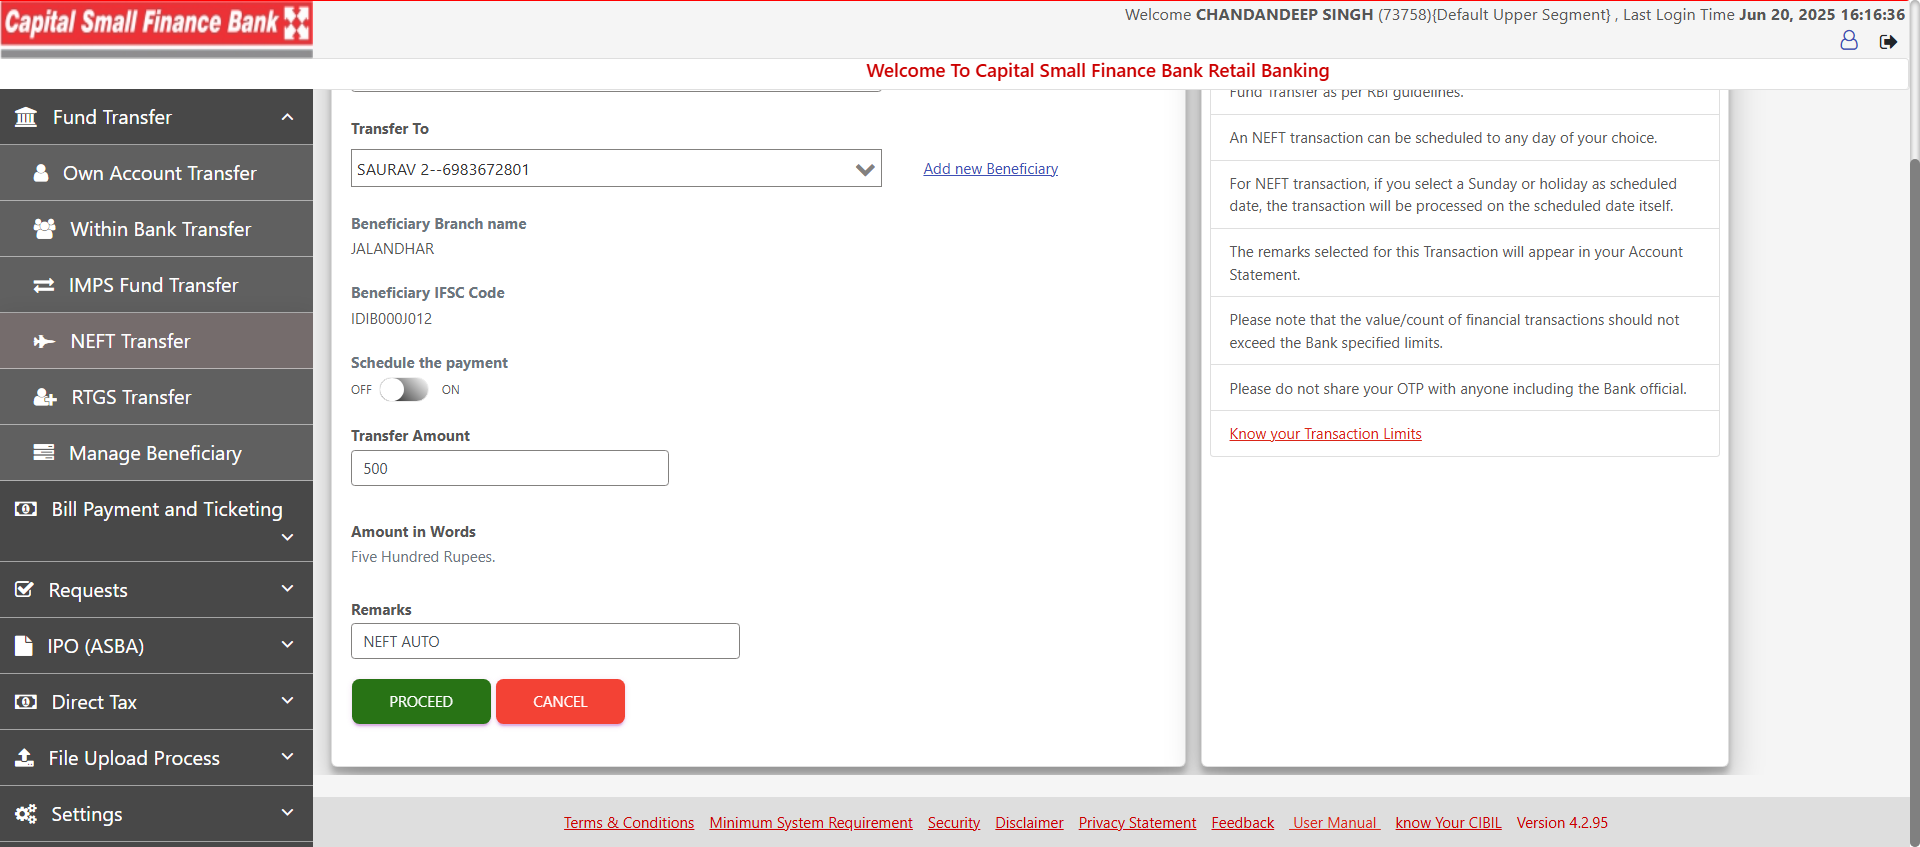 Capital Small Finance Bank
Welcome CHANDANDEEP SINGH (73758){Default Upper Segment} , Last Login Time Jun 20, 2025 16:16:36
Welcome To Capital Small Finance Bank Retail Banking
Fund Transfer
Own Account Transfer
Within Bank Transfer
IMPS Fund Transfer
NEFT Transfer
RTGS Transfer
Manage Beneficiary
Bill Payment and Ticketing
Requests
IPO (ASBA)
Direct Tax
File Upload Process
Settings
Transfer To
SAURAV 2--6983672801
Add new Beneficiary
Beneficiary Branch name
JALANDHAR
Beneficiary IFSC Code
IDIB000J012
Schedule the payment
OFF ON
Transfer Amount
500
Amount in Words
Five Hundred Rupees.
Remarks
NEFT AUTO
PROCEED CANCEL
Fund Transfer as per RBI guidelines.
An NEFT transaction can be scheduled to any day of your choice.
For NEFT transaction, if you select a Sunday or holiday as scheduled
date, the transaction will be processed on the scheduled date itself.
The remarks selected for this Transaction will appear in your Account
Statement.
Please note that the value/count of financial transactions should not
exceed the Bank specified limits.
Please do not share your OTP with anyone including the Bank official.
Know your Transaction Limits
Terms & Conditions Minimum System Requirement Security Disclaimer Privacy Statement Feedback User Manual know Your CIBIL Version 4.2.95